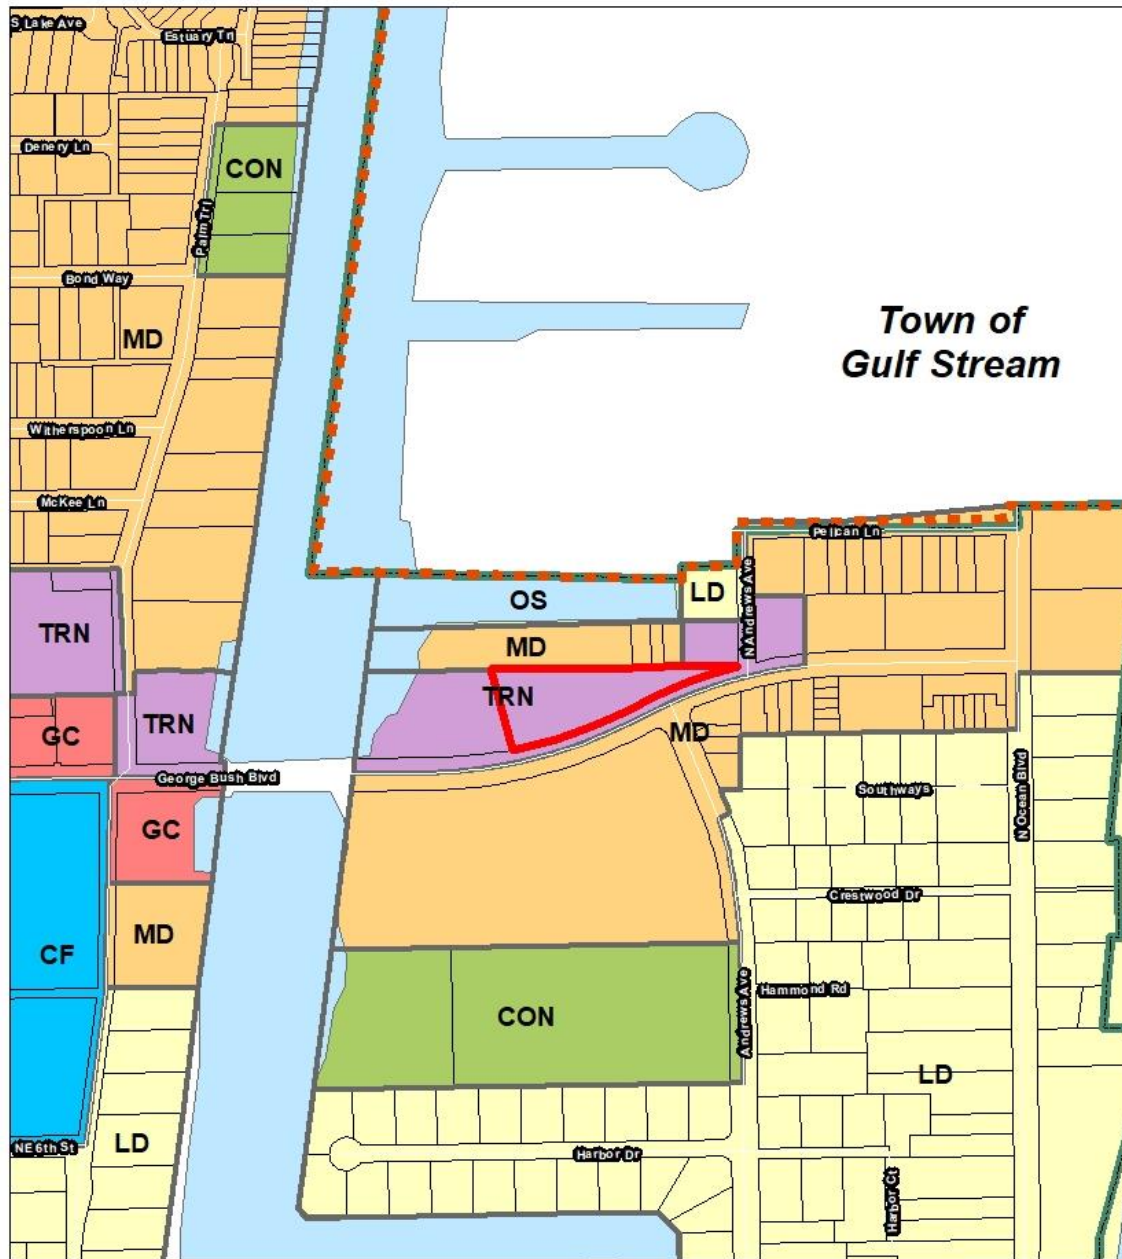 S Lake Ave
Estuary Trl
Denery Ln
CON
Palm Trl
Bond Way
MD
Town of
Gulf Stream
Witherspoon Ln
McKee Ln
Pelican Ln
N Andrews Ave
LD
OS
TRN
MD
TRN
TRN
GC
MD
George Bush Blvd
Southways
N Ocean Blvd
GC
Crestwood Dr
MD
CF
Hammond Rd
Andrews Ave
CON
LD
LD
NE 6th St
Harbor Dr
Harbor Ct